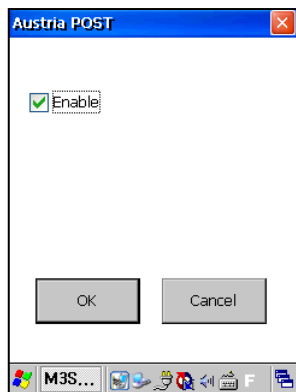 Austria POST
Enable
OK
Cancel
M3S...
F